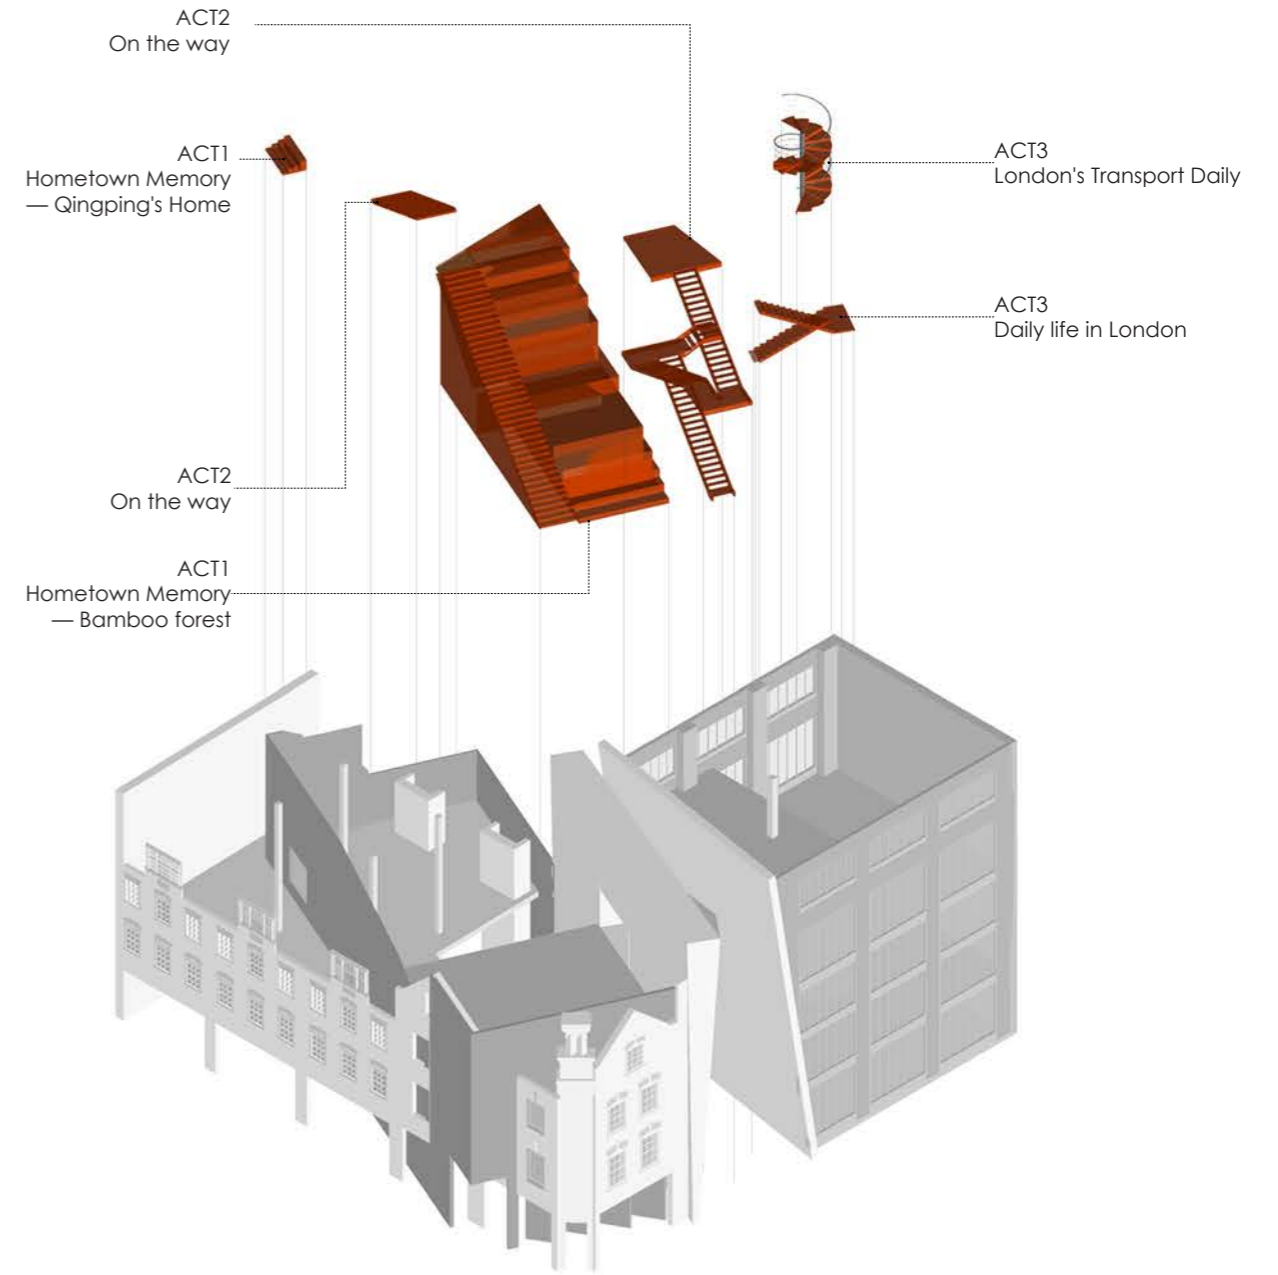 ACT2
On the way
ACT1
Hometown Memory
— Qingping's Home
ACT3
London's Transport Daily
ACT3
Daily life in London
ACT2
On the way
ACT1
Hometown Memory
— Bamboo forest